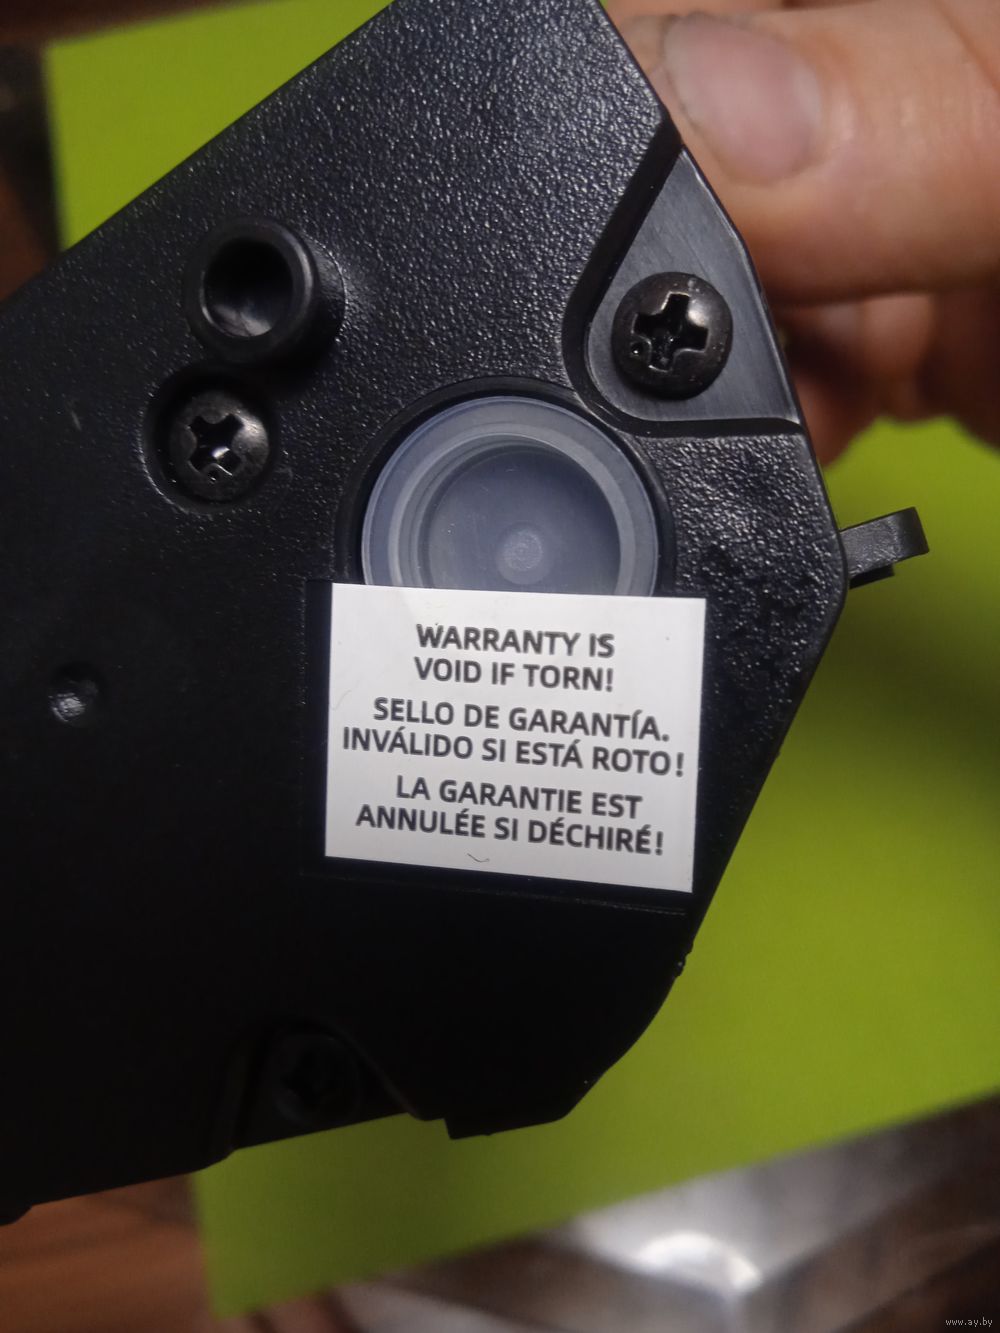 WARRANTY IS
VOID IF TORN!
SELLO DE GARANTÍA.
INVÁLIDO SI ESTÁ ROTO!
LA GARANTIE EST
ANNULÉE SI DÉCHIRÉ!
www.ay.by